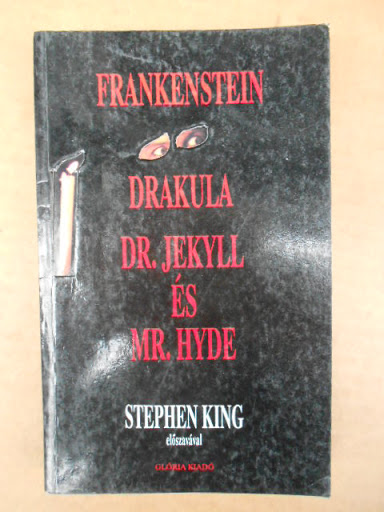 FRANKENSTEIN
DRAKULA
DR. JEKYLL
ÉS
MR. HYDE
STEPHEN KING
előszavával
GLÓRIA KIADÓ